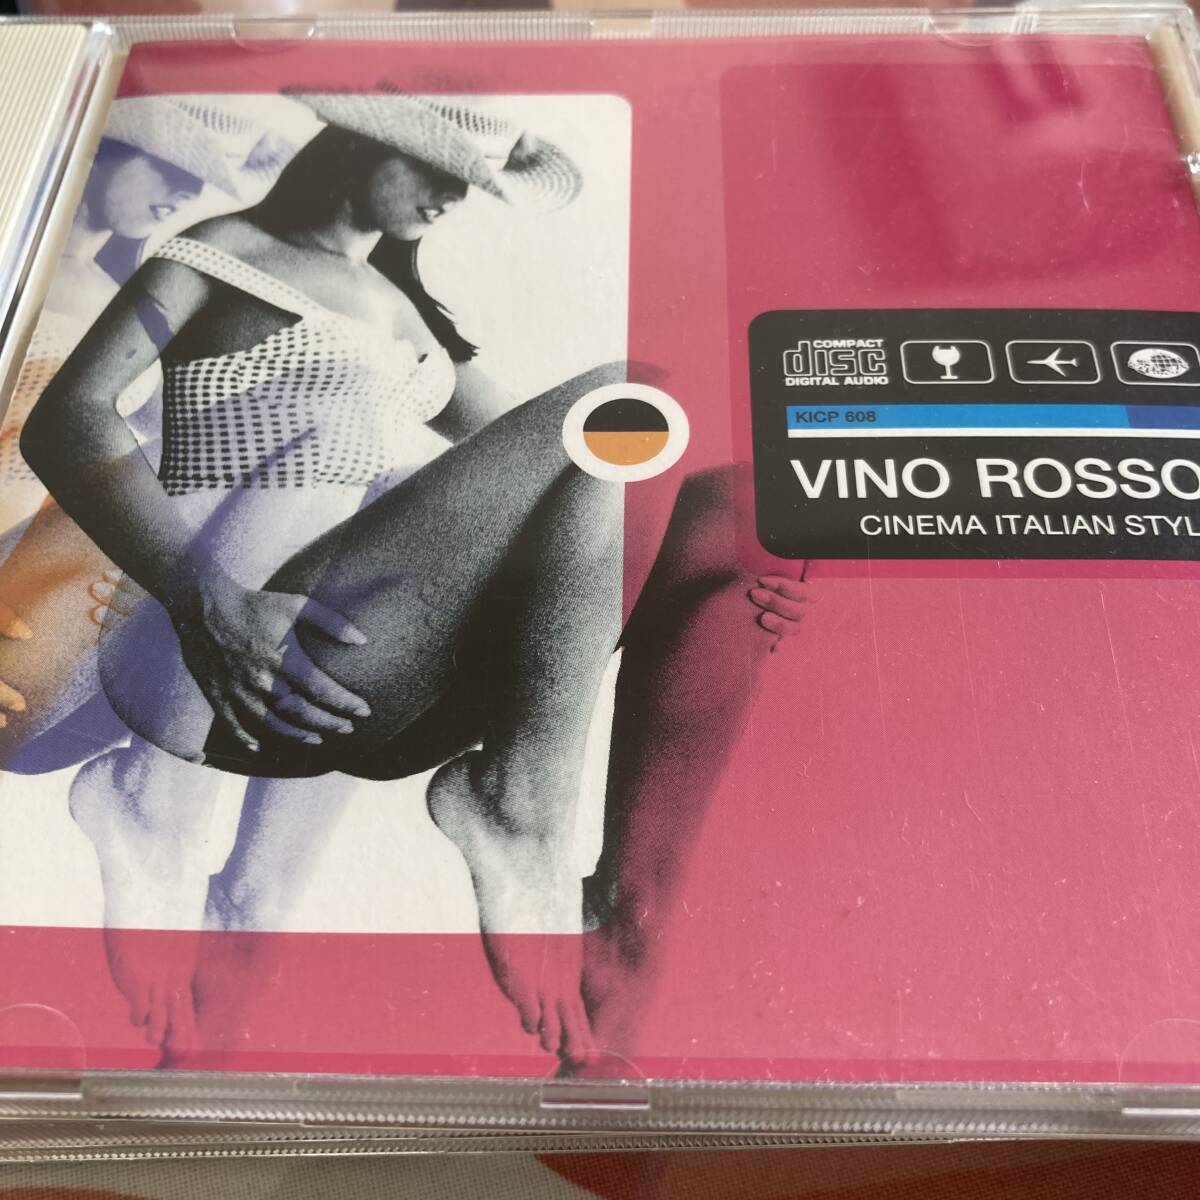 COMPACT
disc
DIGITAL AUDIO
KICP 608
VINO ROSSO
CINEMA ITALIAN STYL